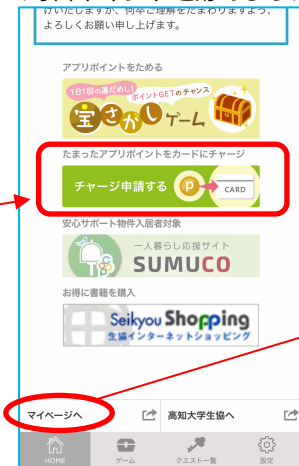 けいたしますが、何卒ご理解をたまわりますよう、
よろしくお願い申し上げます。
アプリポイントをためる
1日1回の運だめし!
ポイントGETのチャンス
宝さがしゲーム
たまったアプリポイントをカードにチャージ
チャージ申請する P CARD
安心サポート物件入居者対象
一人暮らし応援サイト
SUMUCO
お得に書籍を購入
Seikyou Shopping
生協インターネットショッピング
マイページへ
高知大学生協へ
HOME
ゲーム
クエスト一覧
設定